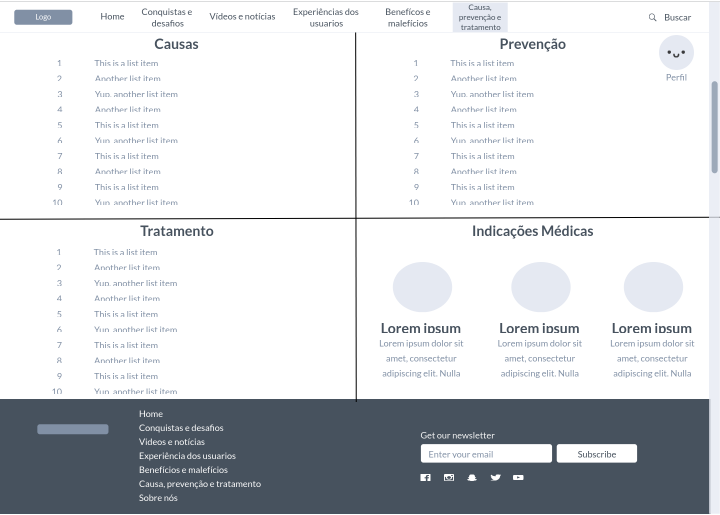 Logo
Home
Conquistas e
desafios
Vídeos e notícias
Experiências dos
usuarios
Benefícos e
malefícios
Causa,
prevenção e
tratamento
Buscar
Perfil
Causas
1 This is a list item
2 Another list item
3 Yup, another list item
4 Another list item
5 This is a list item
6 Yup, another list item
7 This is a list item
8 Another list item
9 This is a list item
10 Yup, another list item
Prevenção
1 This is a list item
2 Another list item
3 Yup, another list item
4 Another list item
5 This is a list item
6 Yup, another list item
7 This is a list item
8 Another list item
9 This is a list item
10 Yup, another list item
Tratamento
1 This is a list item
2 Another list item
3 Yup, another list item
4 Another list item
5 This is a list item
6 Yup, another list item
7 This is a list item
8 Another list item
9 This is a list item
10 Yup, another list item
Indicações Médicas
Lorem ipsum
Lorem ipsum dolor sit
amet, consectetur
adipiscing elit. Nulla
Lorem ipsum
Lorem ipsum dolor sit
amet, consectetur
adipiscing elit. Nulla
Lorem ipsum
Lorem ipsum dolor sit
amet, consectetur
adipiscing elit. Nulla
Home
Conquistas e desafios
Videos e notícias
Experiência dos usuarios
Benefícios e malefícios
Causa, prevenção e tratamento
Sobre nós
Get our newsletter
Enter your email
Subscribe